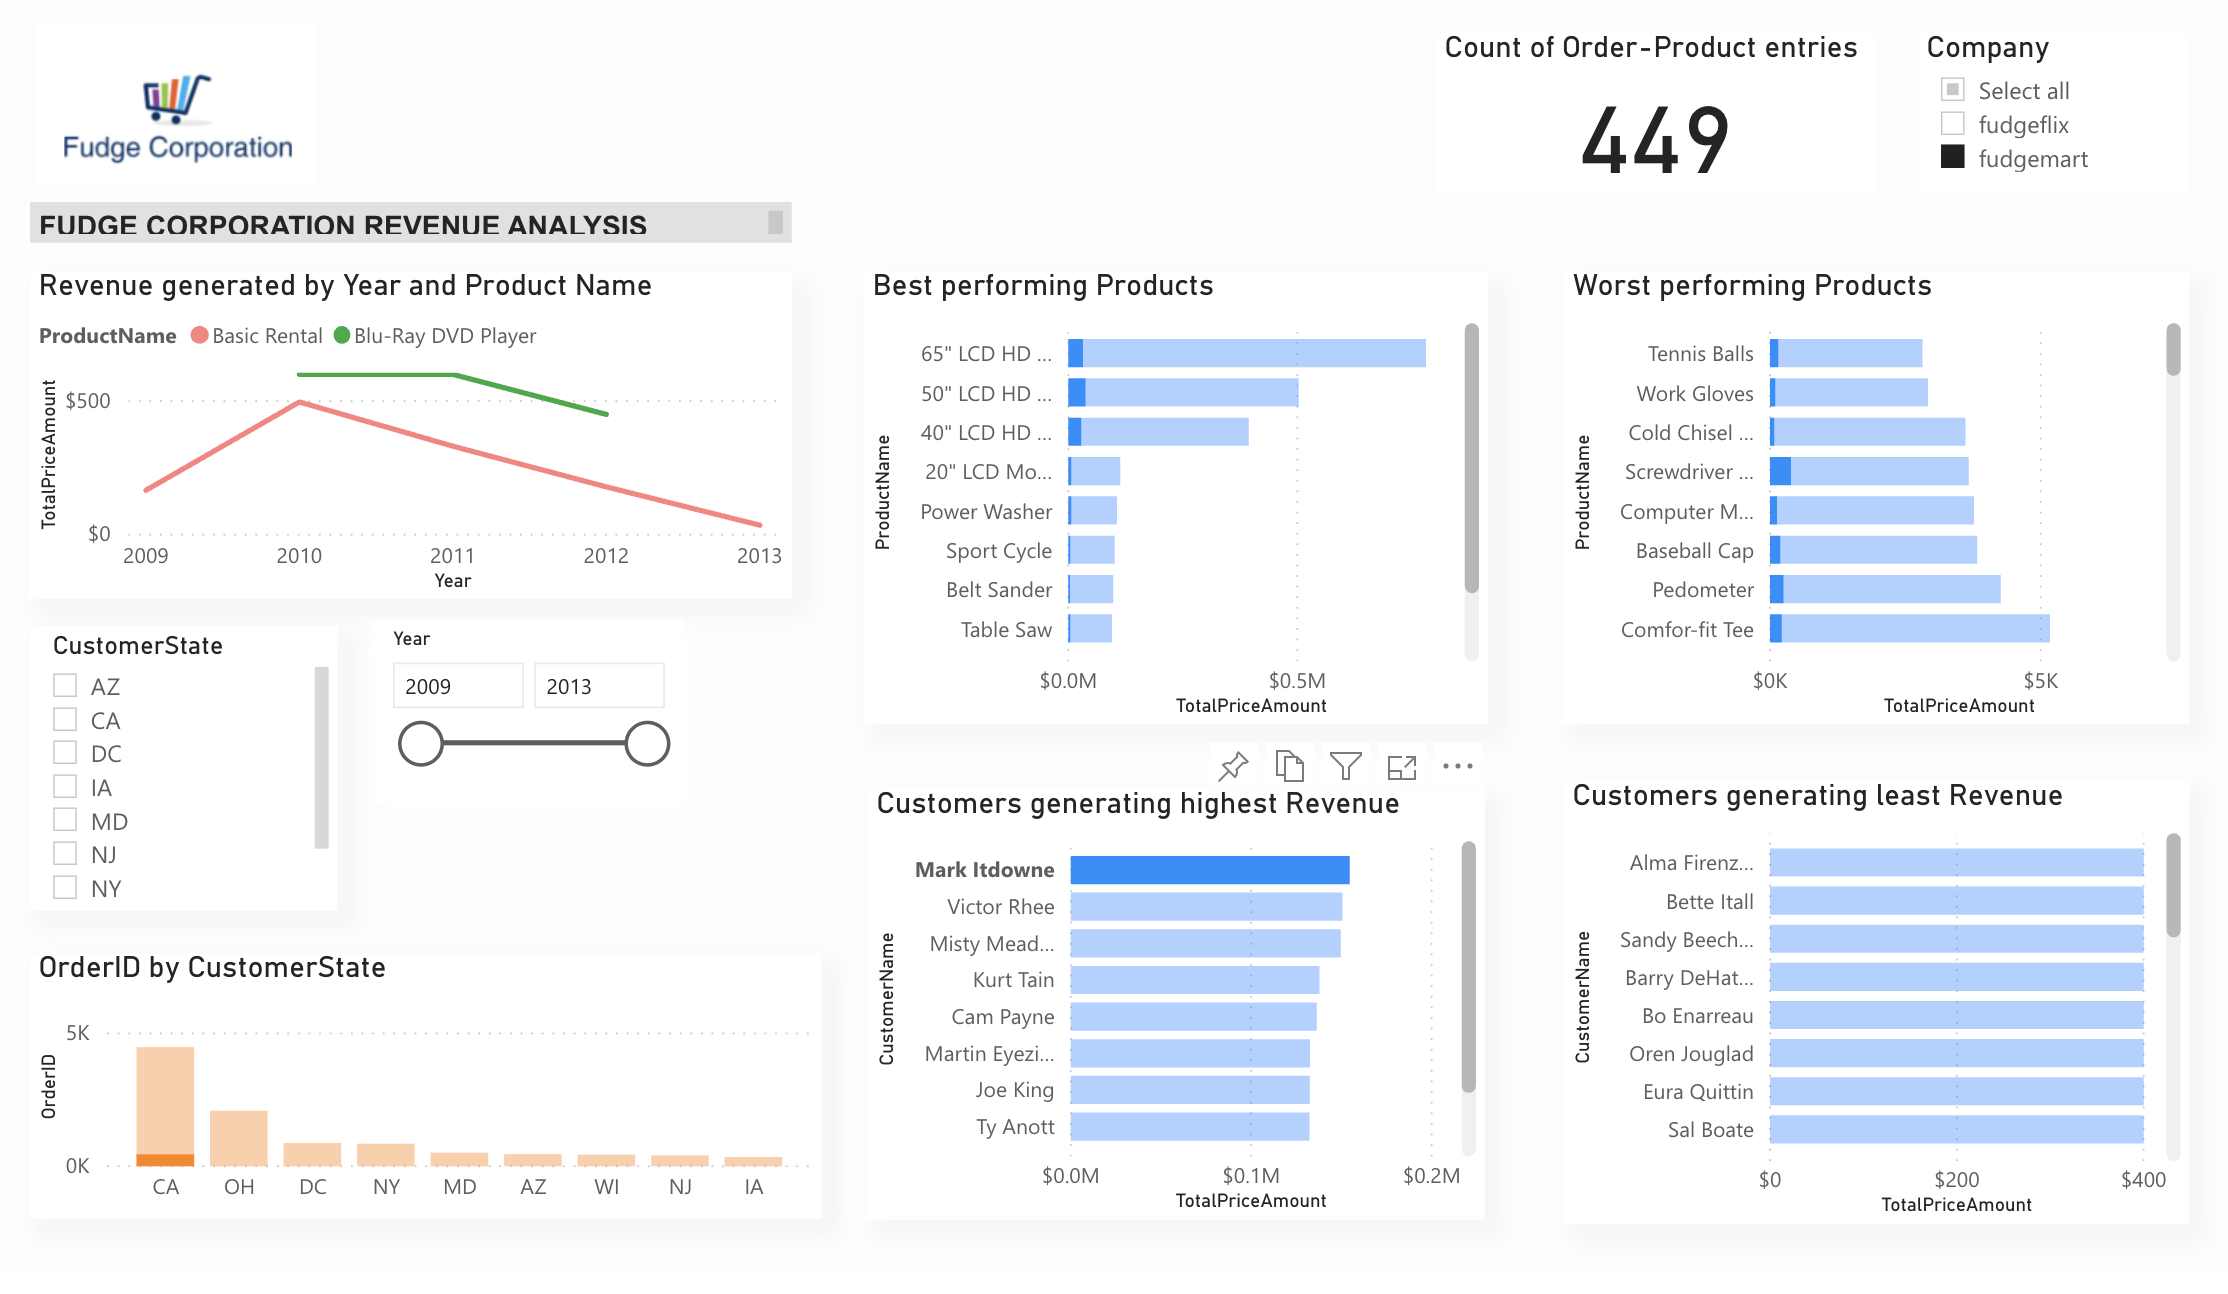 Fudge Corporation
Count of Order-Product entries
449
Company
Select all
fudgeflix
fudgemart
FUDGE CORPORATION REVENUE ANALYSIS
Revenue generated by Year and Product Name
ProductName Basic Rental Blu-Ray DVD Player
TotalPriceAmount
$500
$0
2009 2010 2011 2012 2013
Year
CustomerState
AZ
CA
DC
IA
MD
NJ
NY
Year
2009 2013
OrderID by CustomerState
OrderID
5K
0K
CA OH DC NY MD AZ WI NJ IA
Best performing Products
ProductName
65" LCD HD ...
50" LCD HD ...
40" LCD HD ...
20" LCD Mo...
Power Washer
Sport Cycle
Belt Sander
Table Saw
$0.0M $0.5M
TotalPriceAmount
Worst performing Products
ProductName
Tennis Balls
Work Gloves
Cold Chisel ...
Screwdriver ...
Computer M...
Baseball Cap
Pedometer
Comfor-fit Tee
$0K $5K
TotalPriceAmount
Customers generating highest Revenue
CustomerName
Mark Itdowne
Victor Rhee
Misty Mead...
Kurt Tain
Cam Payne
Martin Eyezi...
Joe King
Ty Anott
$0.0M $0.1M $0.2M
TotalPriceAmount
Customers generating least Revenue
CustomerName
Alma Firenz...
Bette Itall
Sandy Beech...
Barry DeHat...
Bo Enarreau
Oren Jouglad
Eura Quittin
Sal Boate
$0 $200 $400
TotalPriceAmount